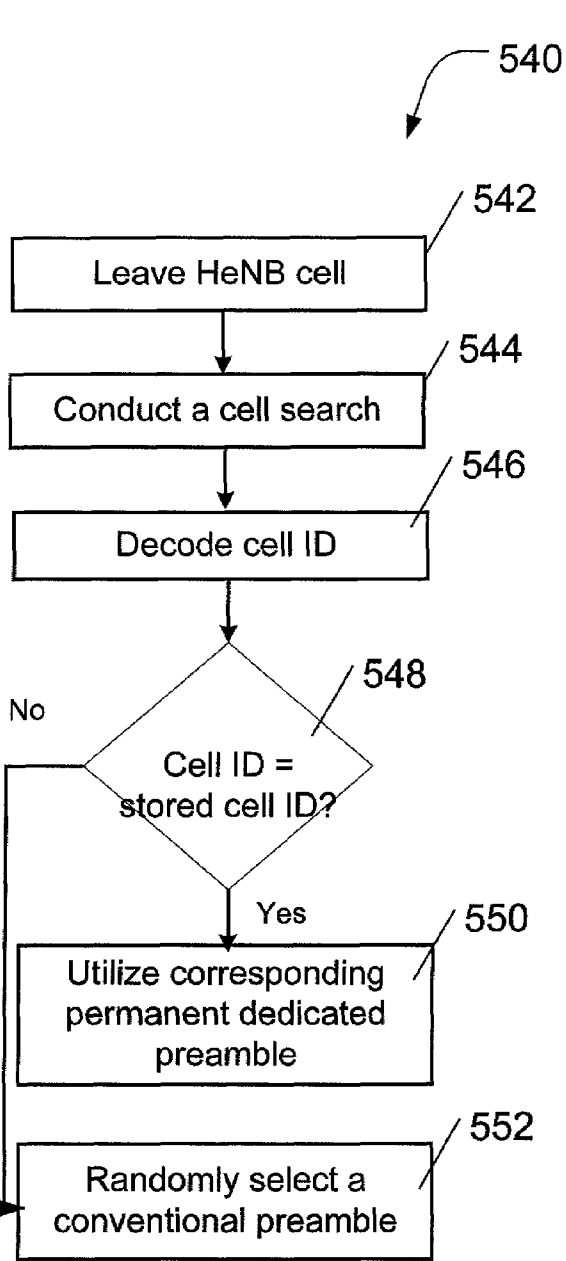 540
542
Leave HeNB cell
544
Conduct a cell search
546
Decode cell ID
548
No
Cell ID =
stored cell ID?
Yes
550
Utilize corresponding
permanent dedicated
preamble
552
Randomly select a
conventional preamble